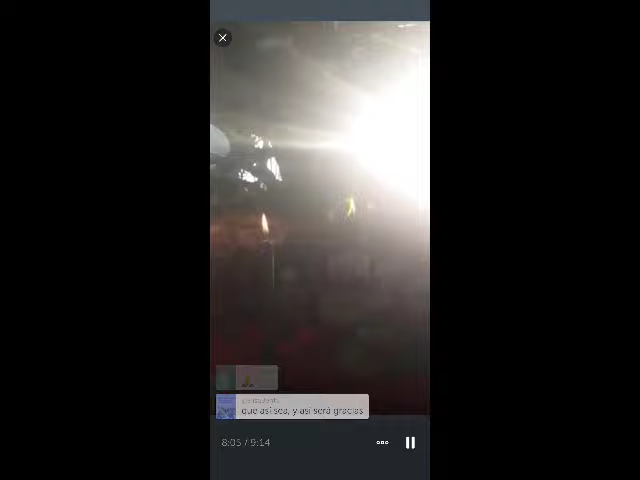 que así sea, y así será gracias
8:05 / 9:14